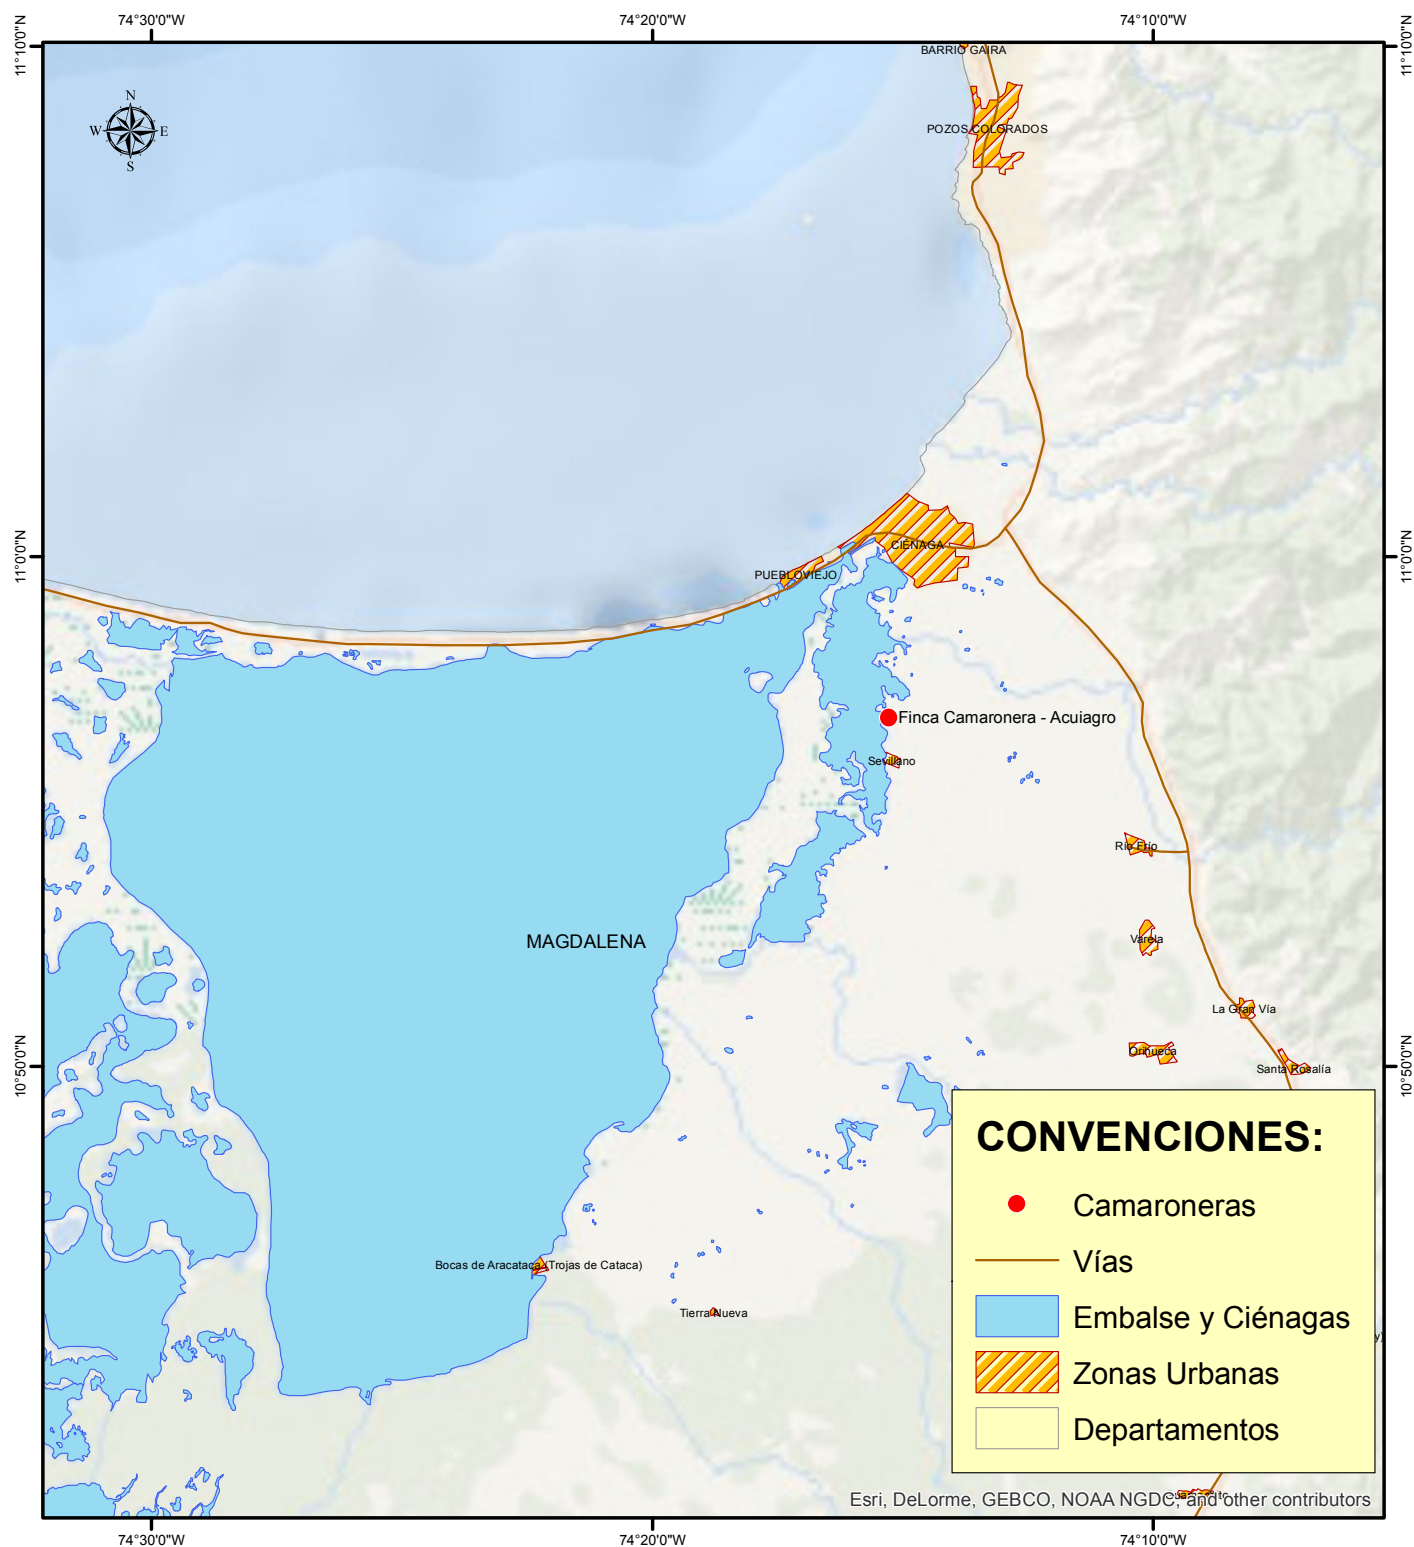 74°30'0"W
74°20'0"W
74°10'0"W
11°10'0"N
11°10'0"N
BARRIO GAIRA
N
W
E
S
POZOS COLORADOS
11°0'0"N
11°0'0"N
CIÉNAGA
PUEBLOVIEJO
Finca Camaronera - Acuiagro
Sevillano
Río Frío
Varela
MAGDALENA
La Gran Vía
Orihueca
Santa Rosalía
10°50'0"N
10°50'0"N
CONVENCIONES:
Camaroneras
Vías
Embalse y Ciénagas
Zonas Urbanas
Departamentos
Bocas de Aracataca (Trojas de Cataca)
Tierra Nueva
Esri, DeLorme, GEBCO, NOAA NGDC, and other contributors
74°30'0"W
74°20'0"W
74°10'0"W